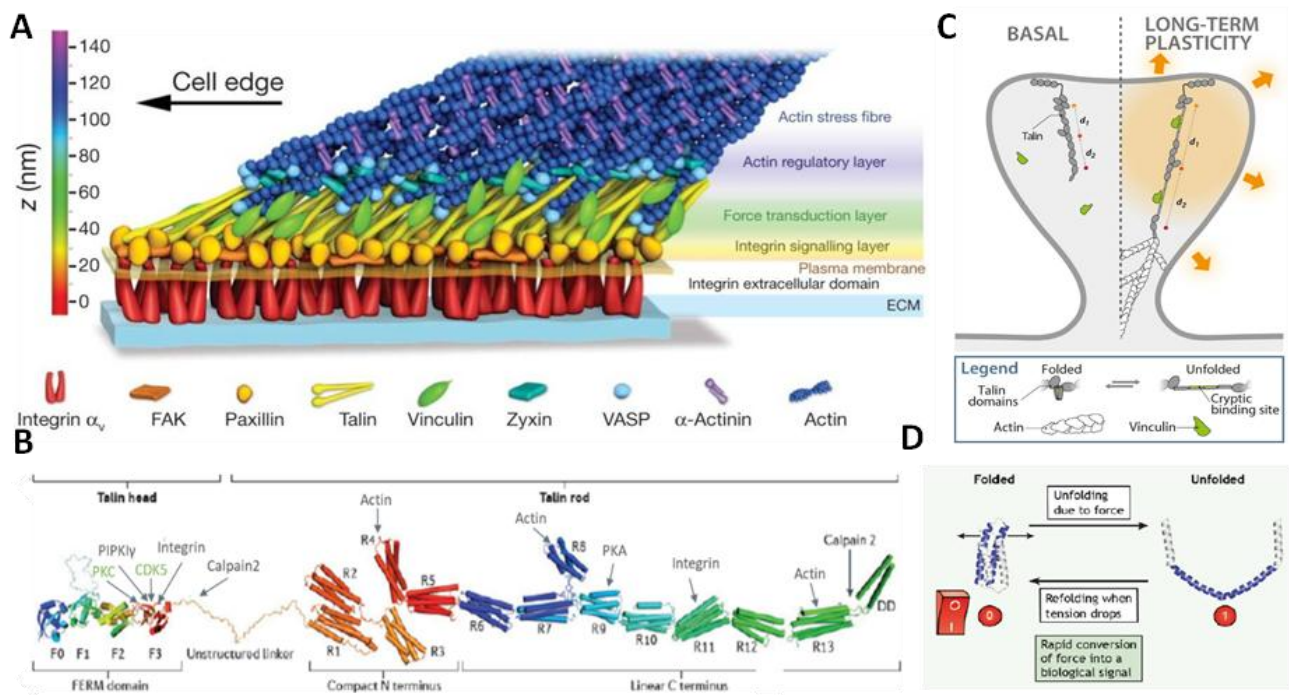 A
z (nm)
140
120
100
80
60
40
20
0
Cell edge
Actin stress fibre
Actin regulatory layer
Force transduction layer
Integrin signalling layer
Plasma membrane
Integrin extracellular domain
ECM
Integrin αv
FAK
Paxillin
Talin
Vinculin
Zyxin
VASP
α-Actinin
Actin
B
Talin head
Talin rod
PIPKIγ
PKC
CDK5
Integrin
Calpain2
Actin
R4
R2
R5
R1
R3
Actin
R8
PKA
Integrin
Calpain 2
Actin
DD
R6
R7
R9
R10
R11
R12
R13
F0
F1
F2
F3
Unstructured linker
FERM domain
Compact N terminus
Linear C terminus
C
BASAL
LONG-TERM
PLASTICITY
Talin
d1
d2
d1
d2
Legend
Folded
Unfolded
Talin
domains
Cryptic
binding site
Actin
Vinculin
D
Folded
Unfolded
Unfolding
due to force
Refolding when
tension drops
Rapid conversion
of force into a
biological signal
O
I
0
1